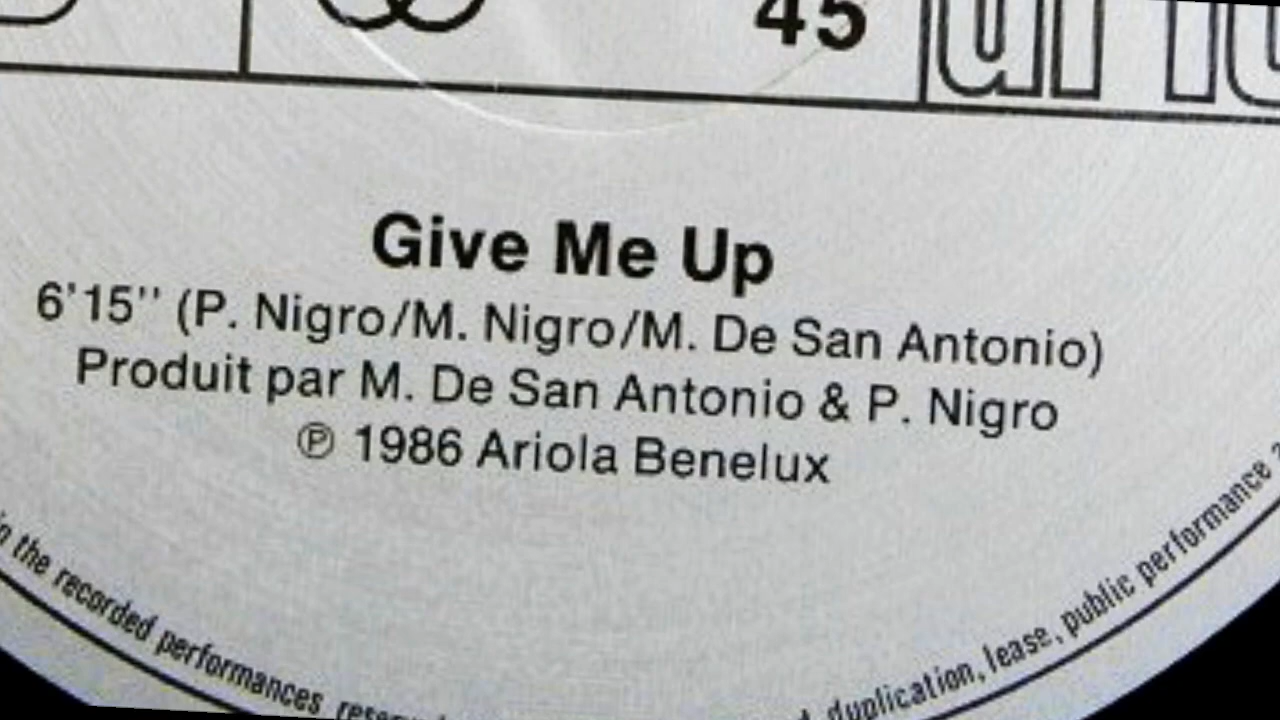 45
Give Me Up
6'15'' (P. Nigro/M. Nigro/M. De San Antonio)
Produit par M. De San Antonio & P. Nigro
℗ 1986 Ariola Benelux
the recorded performances
duplication, lease, public performance